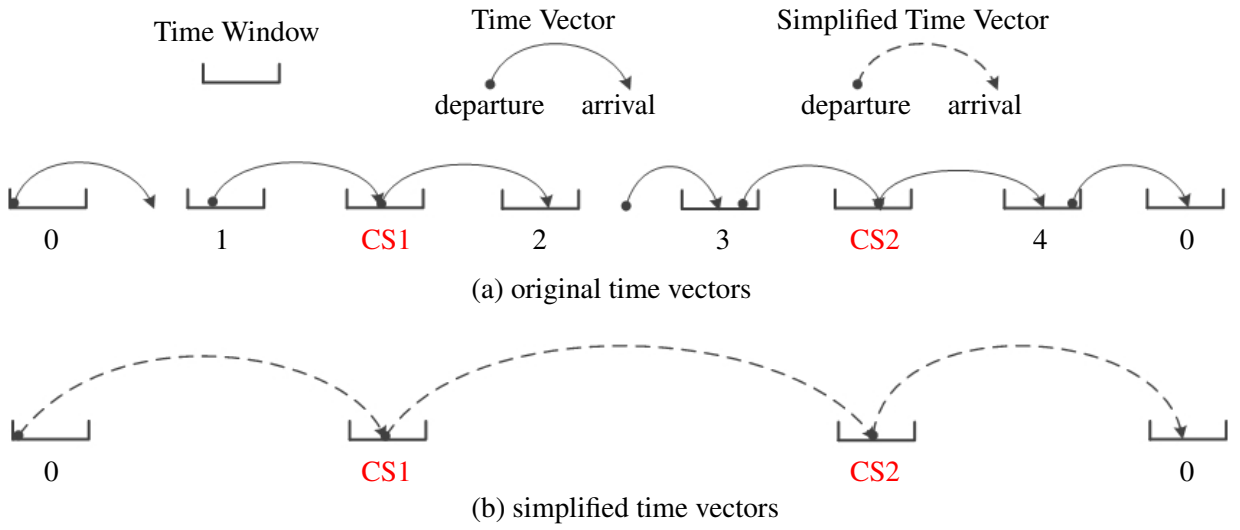 Time Window
Time Vector
Simplified Time Vector
departure arrival
departure arrival
0 1 CS1 2 3 CS2 4 0
(a) original time vectors
0 CS1 CS2 0
(b) simplified time vectors